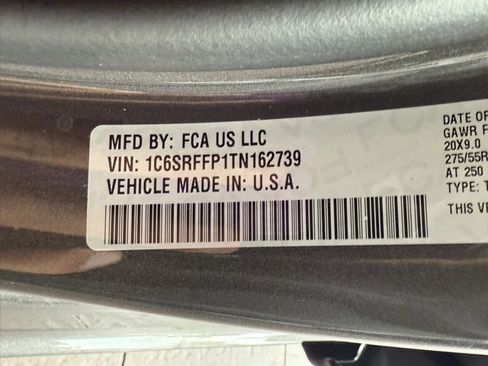 MFD BY: FCA US LLC
VIN: 1C6SRFFP1TN162739
VEHICLE MADE IN: U.S.A.
DATE OF
GAWR F
20X9.0
275/55R
AT 250
TYPE: T
THIS VE